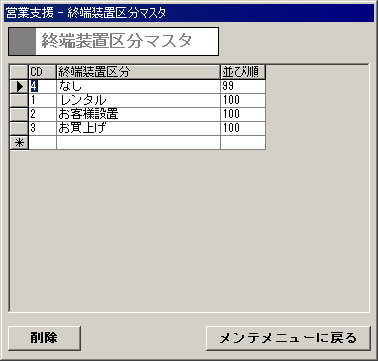 営業支援 - 終端装置区分マスタ
終端装置区分マスタ
CD 終端装置区分 並び順
4 なし 99
1 レンタル 100
2 お客様設置 100
3 お買上げ 100
*
削除 メンテメニューに戻る